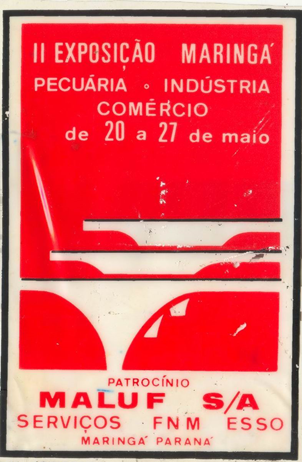 II EXPOSIÇÃO MARINGÁ
PECUÁRIA • INDÚSTRIA
COMÉRCIO
de 20 a 27 de maio
PATROCÍNIO
MALUF S/A
SERVIÇOS FNM ESSO
MARINGÁ PARANÁ